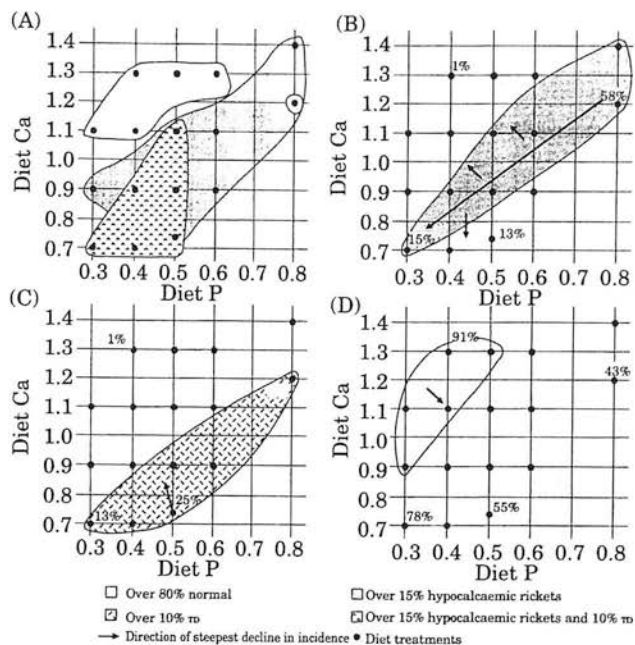 (A)
Diet Ca
1.4
1.3
1.2
1.1
1.0
0.9
0.8
0.7
0.3 0.4 0.5 0.6 0.7 0.8
Diet P
(B)
Diet Ca
1.4
1.3
1.2
1.1
1.0
0.9
0.8
0.7
1%
58%
15%
13%
0.3 0.4 0.5 0.6 0.7 0.8
Diet P
(C)
Diet Ca
1.4
1.3
1.2
1.1
1.0
0.9
0.8
0.7
1%
25%
13%
0.3 0.4 0.5 0.6 0.7 0.8
Diet P
(D)
Diet Ca
1.4
1.3
1.2
1.1
1.0
0.9
0.8
0.7
91%
43%
55%
78%
0.3 0.4 0.5 0.6 0.7 0.8
Diet P
Over 80% normal
Over 15% hypocalcaemic rickets
Over 10% TD
Over 15% hypocalcaemic rickets and 10% TD
Direction of steepest decline in incidence
Diet treatments